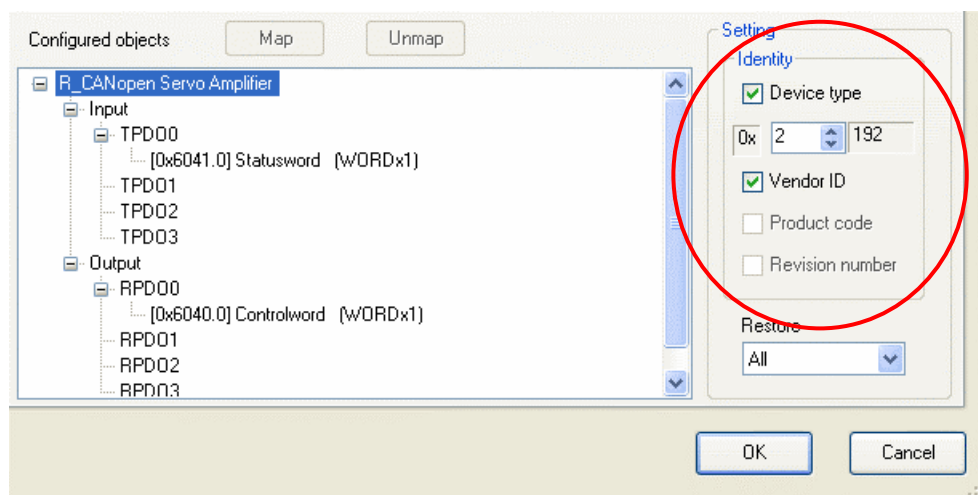 Configured objects Map Unmap
R_CANopen Servo Amplifier
Input
TPDO0
[0x6041.0] Statusword (WORDx1)
TPDO1
TPDO2
TPDO3
Output
RPDO0
[0x6040.0] Controlword (WORDx1)
RPDO1
RPDO2
RPDO3
Setting
Identity
Device type
0x 2 192
Vendor ID
Product code
Revision number
Restore
All
OK Cancel